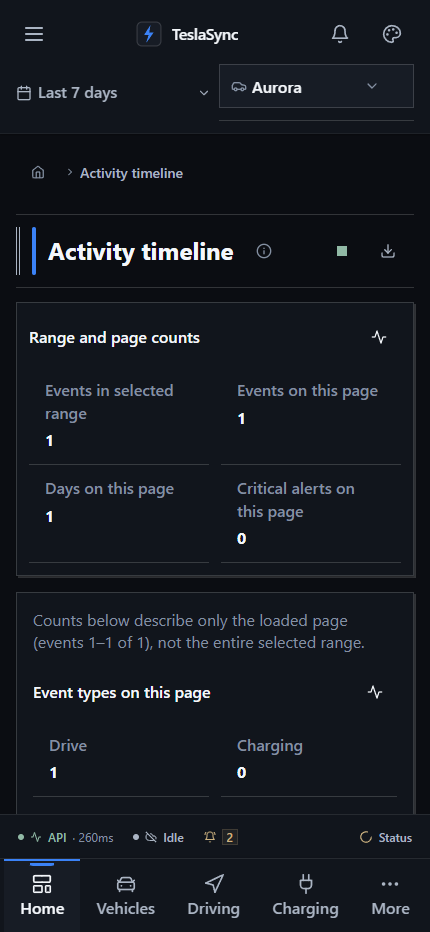 TeslaSync
Last 7 days
Aurora
Activity timeline
Activity timeline
Range and page counts
Events in selected range
1
Events on this page
1
Days on this page
1
Critical alerts on this page
0
Counts below describe only the loaded page
(events 1–1 of 1), not the entire selected range.
Event types on this page
Drive
1
Charging
0
API · 260ms
Idle
2
Status
Home
Vehicles
Driving
Charging
More